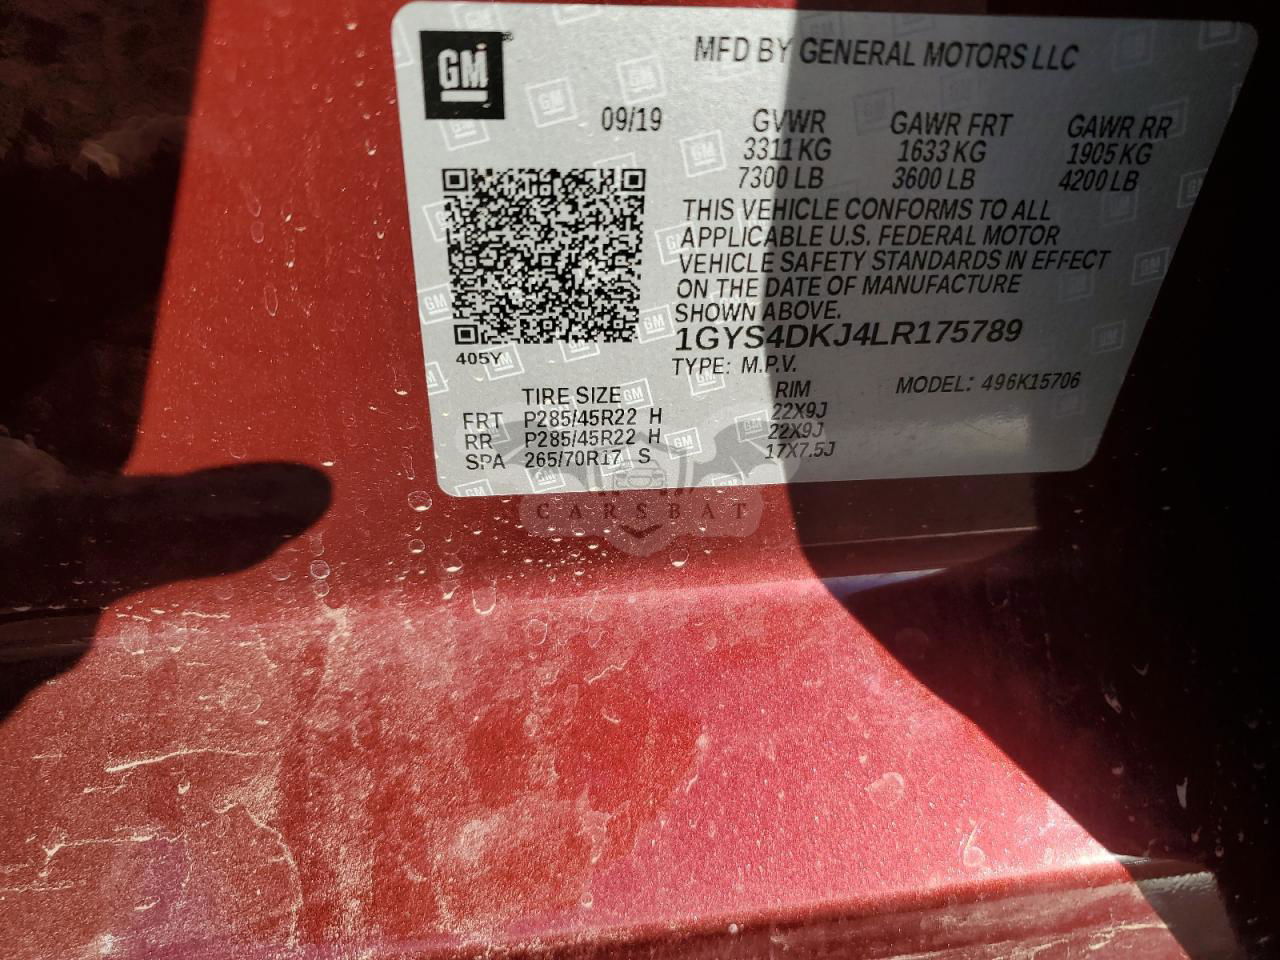 GM
MFD BY GENERAL MOTORS LLC
09/19 GVWR GAWR FRT GAWR RR
3311 KG 1633 KG 1905 KG
7300 LB 3600 LB 4200 LB
THIS VEHICLE CONFORMS TO ALL
APPLICABLE U.S. FEDERAL MOTOR
VEHICLE SAFETY STANDARDS IN EFFECT
ON THE DATE OF MANUFACTURE
SHOWN ABOVE.
1GYS4DKJ4LR175789
405Y
TYPE: M.P.V.
MODEL: 496K15706
TIRE SIZE RIM
FRT P285/45R22 H 22X9J
RR P285/45R22 H 22X9J
SPA 265/70R17 S 17X7.5J
CARSBAT